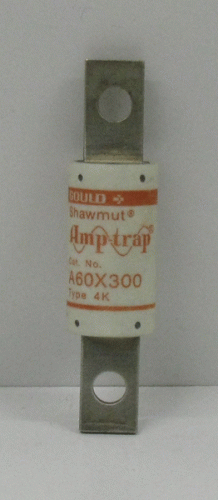 GOULD
Shawmut®
Amp-trap®
Cat. No.
A60X300
Type 4K